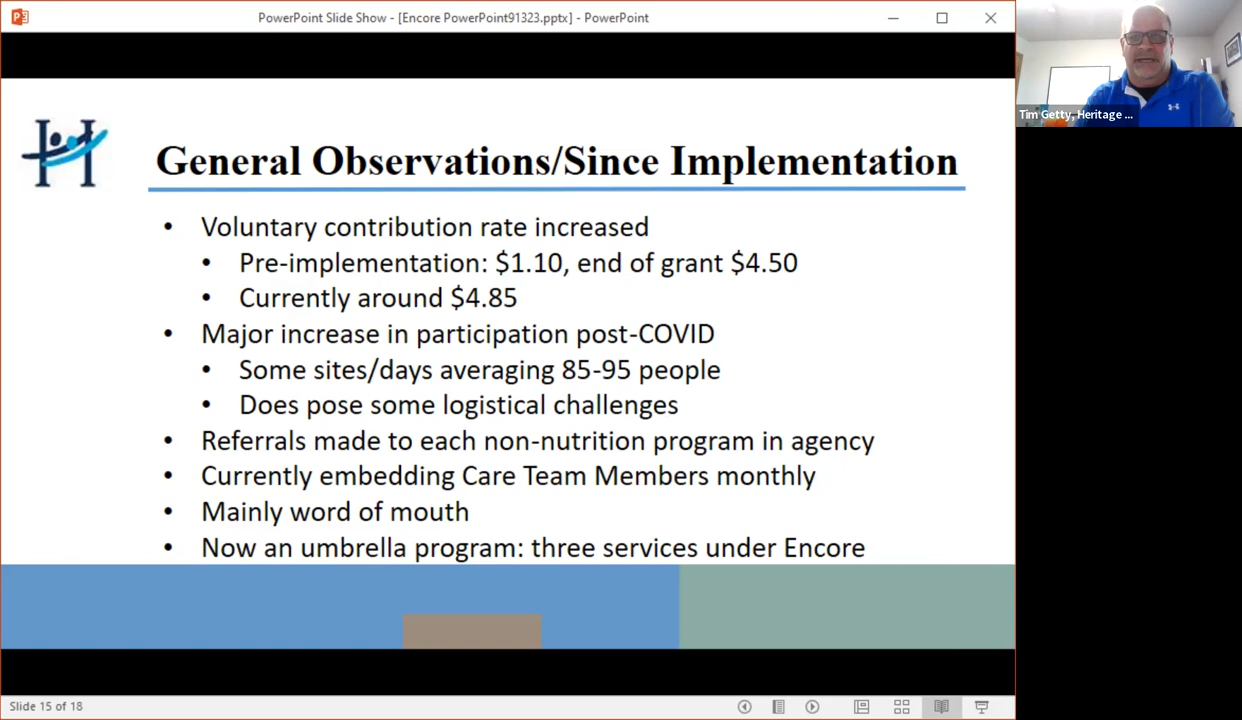 PowerPoint Slide Show - [Encore PowerPoint91323.pptx] - PowerPoint
Tim Getty, Heritage ...
H
General Observations/Since Implementation
• Voluntary contribution rate increased
• Pre-implementation: $1.10, end of grant $4.50
• Currently around $4.85
• Major increase in participation post-COVID
• Some sites/days averaging 85-95 people
• Does pose some logistical challenges
• Referrals made to each non-nutrition program in agency
• Currently embedding Care Team Members monthly
• Mainly word of mouth
• Now an umbrella program: three services under Encore
Slide 15 of 18